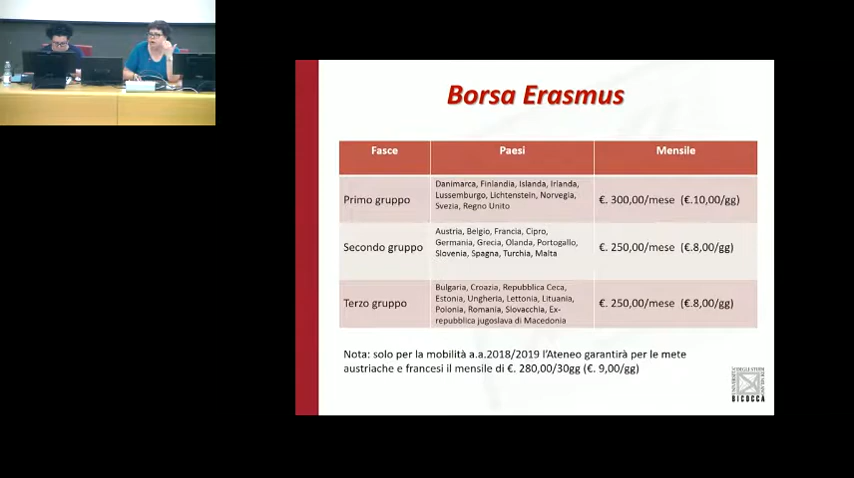 Borsa Erasmus
Fasce Paesi Mensile
Primo gruppo
Danimarca, Finlandia, Islanda, Irlanda,
Lussemburgo, Lichtenstein, Norvegia,
Svezia, Regno Unito
€. 300,00/mese (€.10,00/gg)
Secondo gruppo
Austria, Belgio, Francia, Cipro,
Germania, Grecia, Olanda, Portogallo,
Slovenia, Spagna, Turchia, Malta
€. 250,00/mese (€.8,00/gg)
Terzo gruppo
Bulgaria, Croazia, Repubblica Ceca,
Estonia, Ungheria, Lettonia, Lituania,
Polonia, Romania, Slovacchia, Ex-
repubblica jugoslava di Macedonia
€. 250,00/mese (€.8,00/gg)
Nota: solo per la mobilità a.a.2018/2019 l'Ateneo garantirà per le mete
austriache e francesi il mensile di €. 280,00/30gg (€. 9,00/gg)
BICOCCA